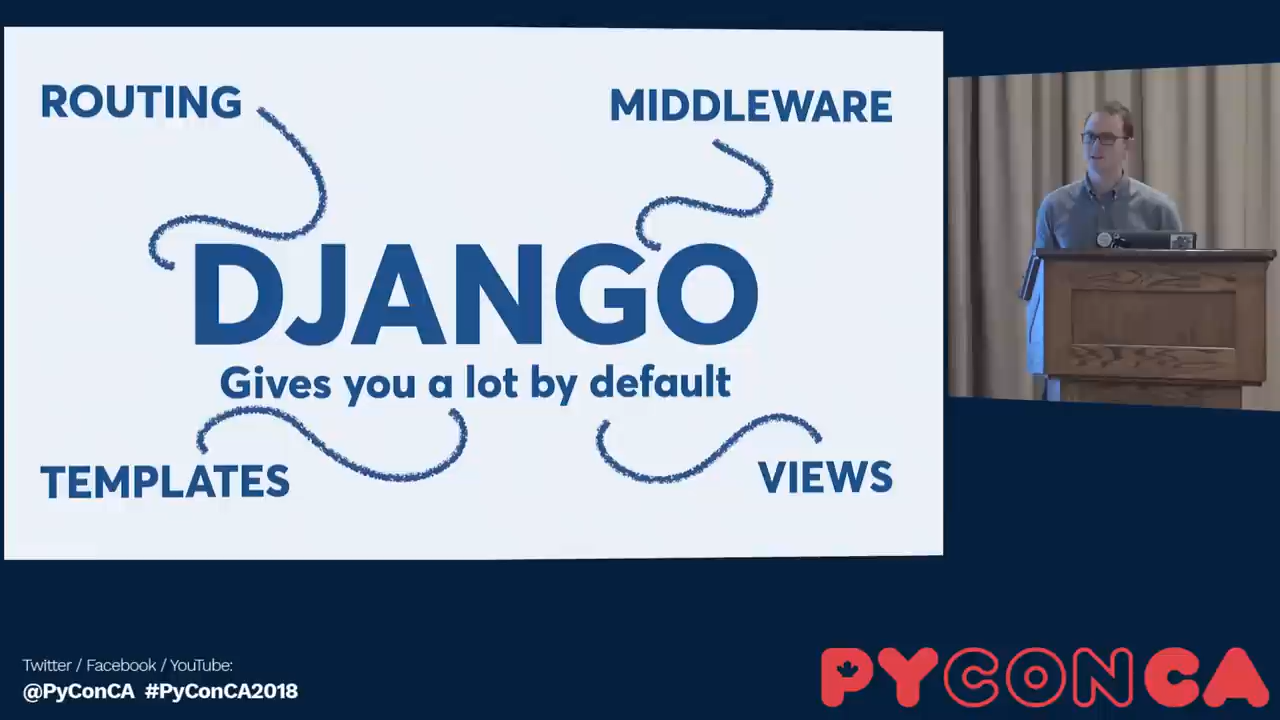 ROUTING
MIDDLEWARE
DJANGO
Gives you a lot by default
TEMPLATES
VIEWS
Twitter / Facebook / YouTube:
@PyConCA #PyConCA2018
PYCONCA